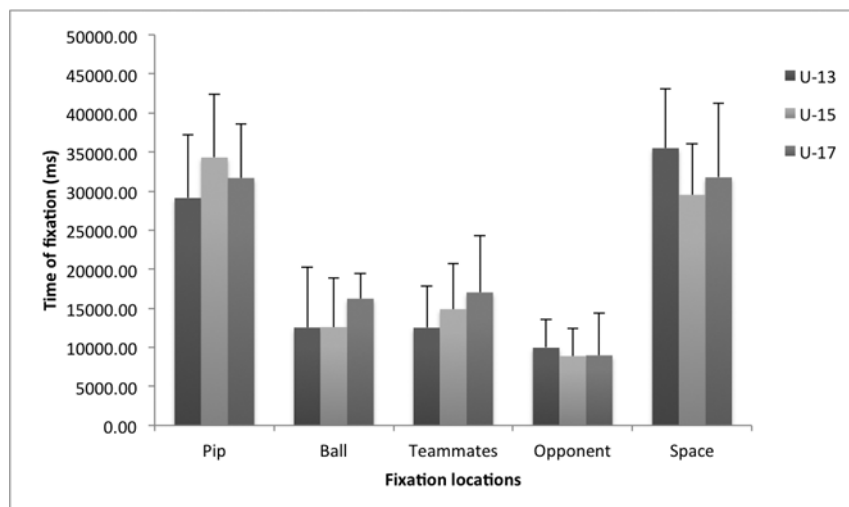 50000.00
45000.00
40000.00
35000.00
30000.00
25000.00
20000.00
15000.00
10000.00
5000.00
0.00
Time of fixation (ms)
Pip Ball Teammates Opponent Space
Fixation locations
U-13
U-15
U-17